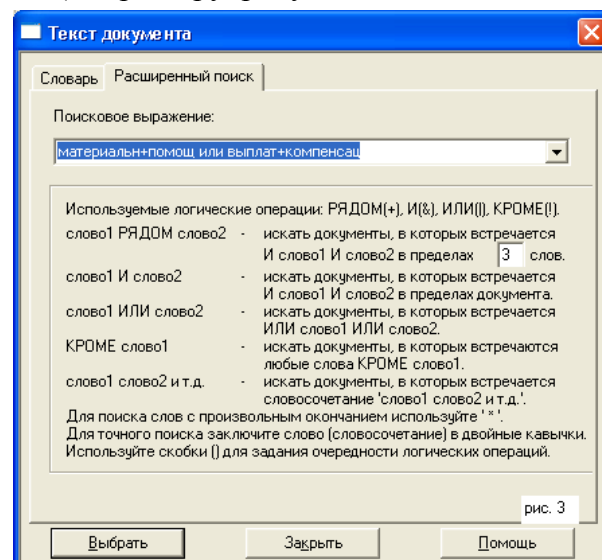 Текст документа
Словарь Расширенный поиск
Поисковое выражение:
материальн+помощ или выплат+компенсац
Используемые логические операции: РЯДОМ(+), И(&), ИЛИ(|), КРОМЕ(!).
слово1 РЯДОМ слово2 - искать документы, в которых встречается
И слово1 И слово2 в пределах 3 слов.
слово1 И слово2 - искать документы, в которых встречается
И слово1 И слово2 в пределах документа.
слово1 ИЛИ слово2 - искать документы, в которых встречается
ИЛИ слово1 ИЛИ слово2.
КРОМЕ слово1 - искать документы, в которых встречаются
любые слова КРОМЕ слово1.
слово1 слово2 и т.д. - искать документы, в которых встречается
словосочетание 'слово1 слово2 и т.д.'.
Для поиска слов с произвольным окончанием используйте ' * '.
Для точного поиска заключите слово (словосочетание) в двойные кавычки.
Используйте скобки () для задания очередности логических операций.
рис. 3
Выбрать Закрыть Помощь